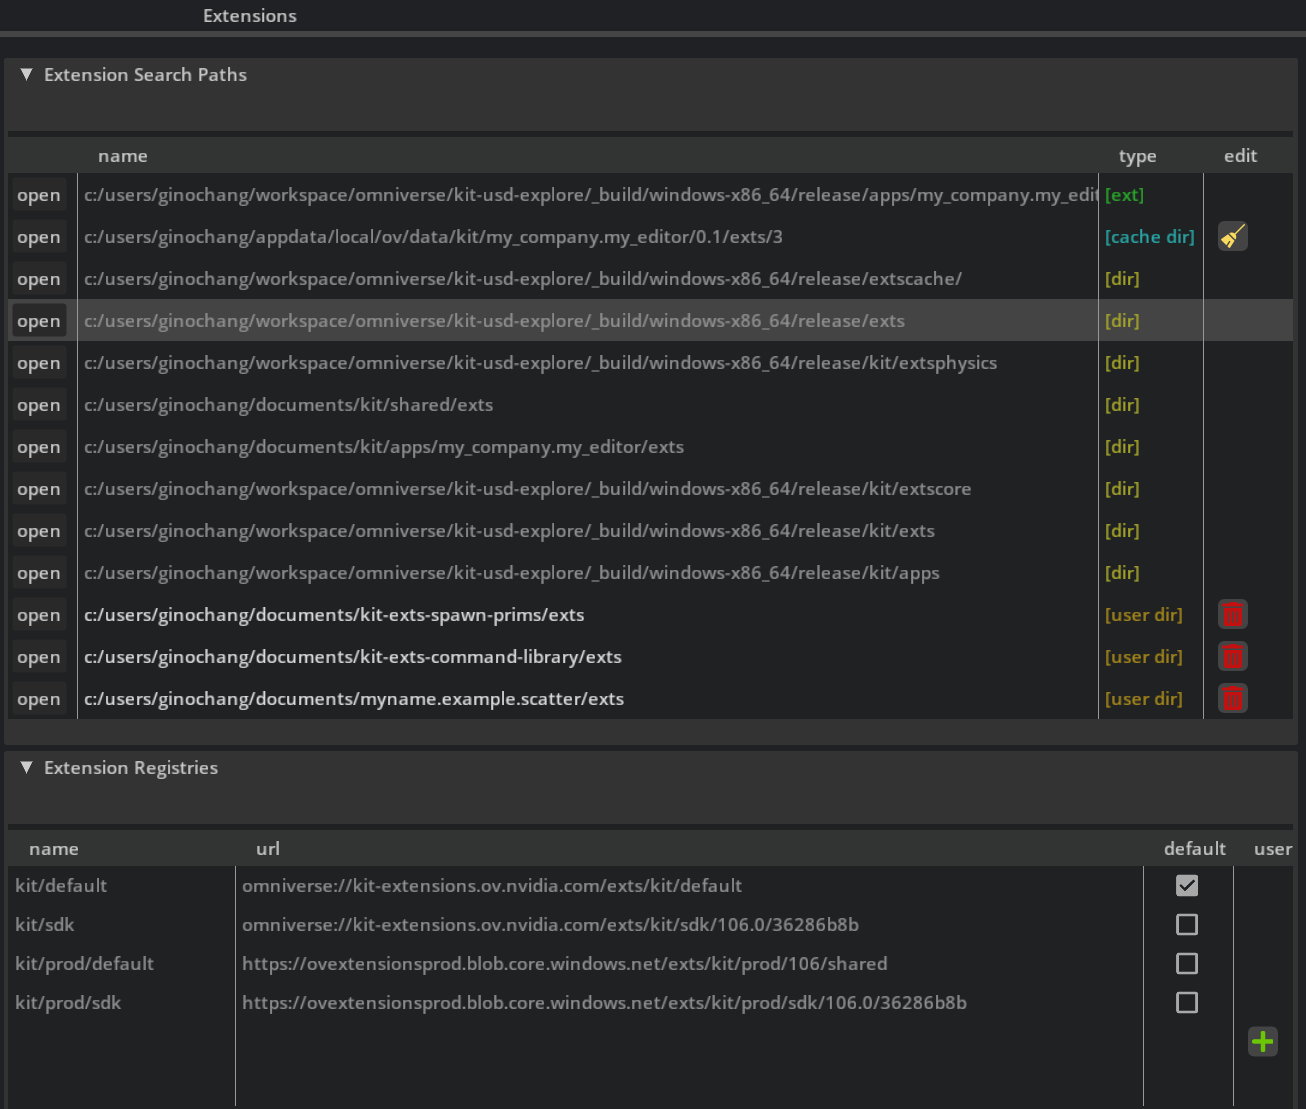 Extensions
▼ Extension Search Paths
name type edit
open c:/users/ginochang/workspace/omniverse/kit-usd-explore/_build/windows-x86_64/release/apps/my_company.my_edit [ext]
open c:/users/ginochang/appdata/local/ov/data/kit/my_company.my_editor/0.1/exts/3 [cache dir]
open c:/users/ginochang/workspace/omniverse/kit-usd-explore/_build/windows-x86_64/release/extscache/ [dir]
open c:/users/ginochang/workspace/omniverse/kit-usd-explore/_build/windows-x86_64/release/exts [dir]
open c:/users/ginochang/workspace/omniverse/kit-usd-explore/_build/windows-x86_64/release/kit/extsphysics [dir]
open c:/users/ginochang/documents/kit/shared/exts [dir]
open c:/users/ginochang/documents/kit/apps/my_company.my_editor/exts [dir]
open c:/users/ginochang/workspace/omniverse/kit-usd-explore/_build/windows-x86_64/release/kit/extscore [dir]
open c:/users/ginochang/workspace/omniverse/kit-usd-explore/_build/windows-x86_64/release/kit/exts [dir]
open c:/users/ginochang/workspace/omniverse/kit-usd-explore/_build/windows-x86_64/release/kit/apps [dir]
open c:/users/ginochang/documents/kit-exts-spawn-prims/exts [user dir]
open c:/users/ginochang/documents/kit-exts-command-library/exts [user dir]
open c:/users/ginochang/documents/myname.example.scatter/exts [user dir]
▼ Extension Registries
name url default user
kit/default omniverse://kit-extensions.ov.nvidia.com/exts/kit/default
kit/sdk omniverse://kit-extensions.ov.nvidia.com/exts/kit/sdk/106.0/36286b8b
kit/prod/default https://ovextensionsprod.blob.core.windows.net/exts/kit/prod/106/shared
kit/prod/sdk https://ovextensionsprod.blob.core.windows.net/exts/kit/prod/sdk/106.0/36286b8b